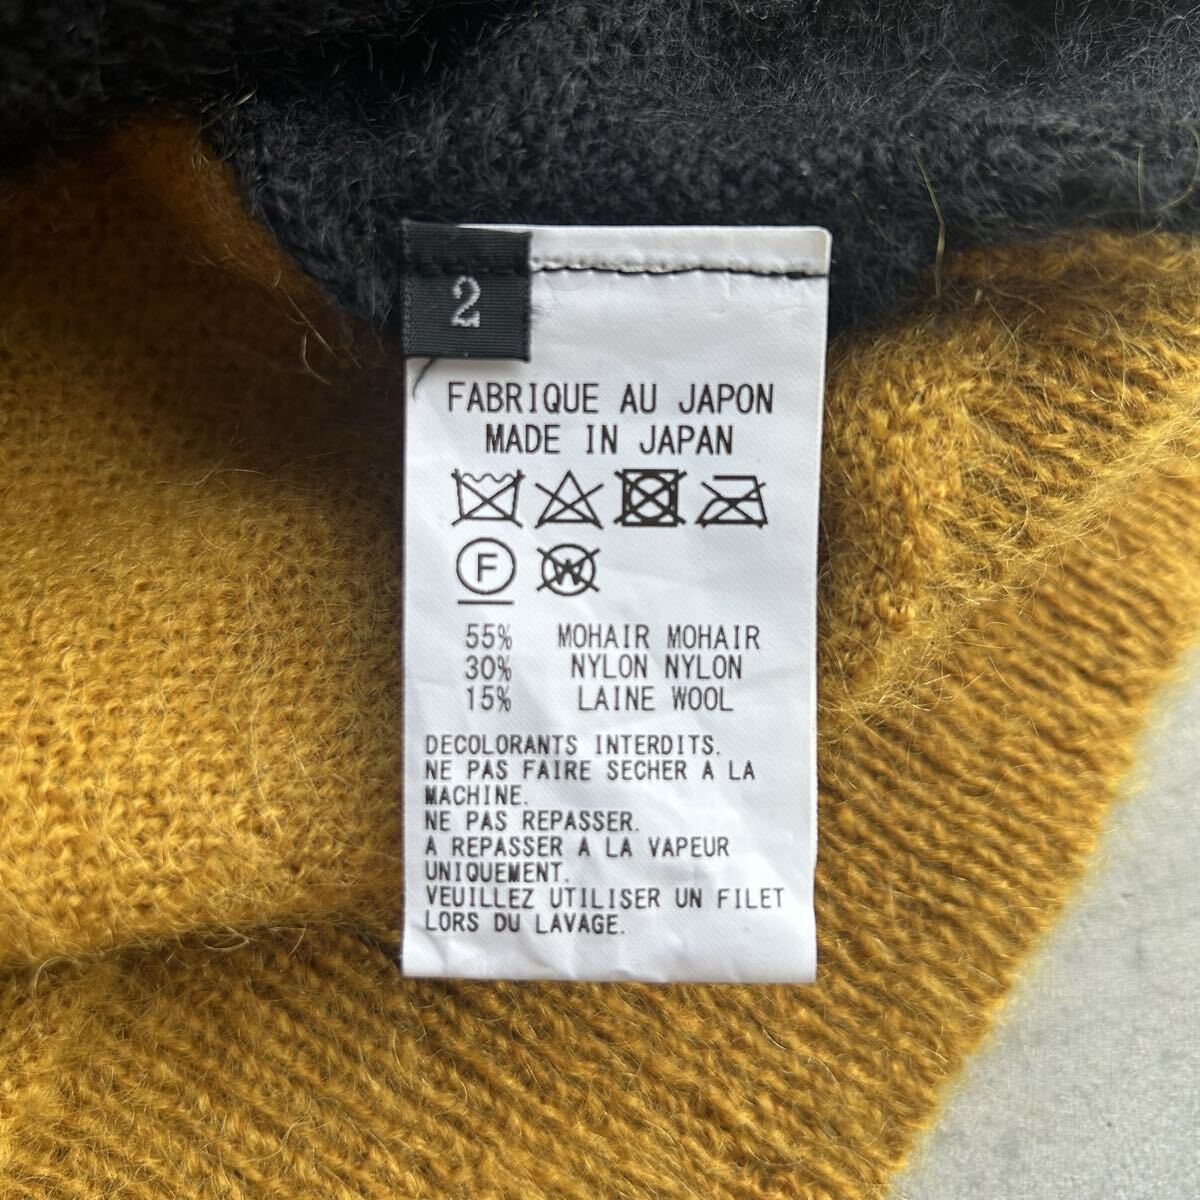 2
FABRIQUE AU JAPON
MADE IN JAPAN
F W
55% MOHAIR MOHAIR
30% NYLON NYLON
15% LAINE WOOL
DECOLORANTS INTERDITS.
NE PAS FAIRE SECHER A LA
MACHINE.
NE PAS REPASSER.
A REPASSER A LA VAPEUR
UNIQUEMENT.
VEUILLEZ UTILISER UN FILET
LORS DU LAVAGE.